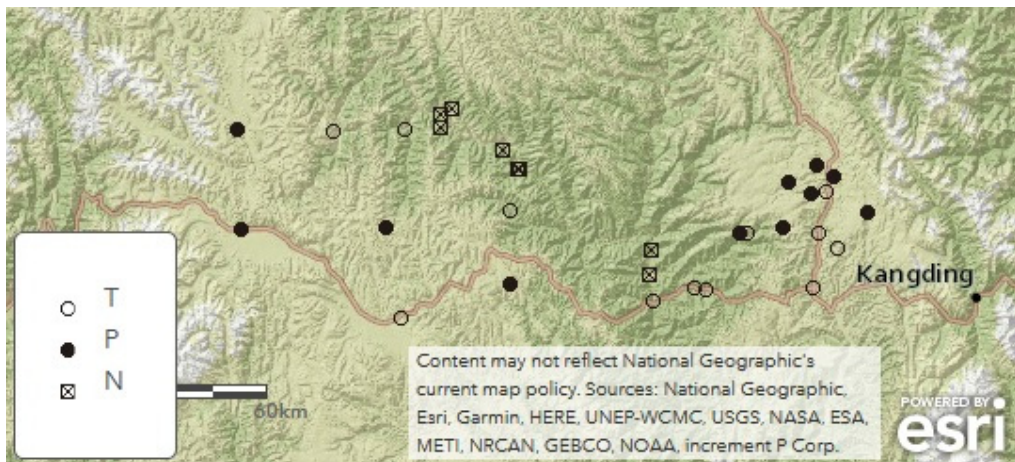 Kangding
T
P
N
60km
Content may not reflect National Geographic's
current map policy. Sources: National Geographic,
Esri, Garmin, HERE, UNEP-WCMC, USGS, NASA, ESA,
METI, NRCAN, GEBCO, NOAA, increment P Corp.
POWERED BY
esri